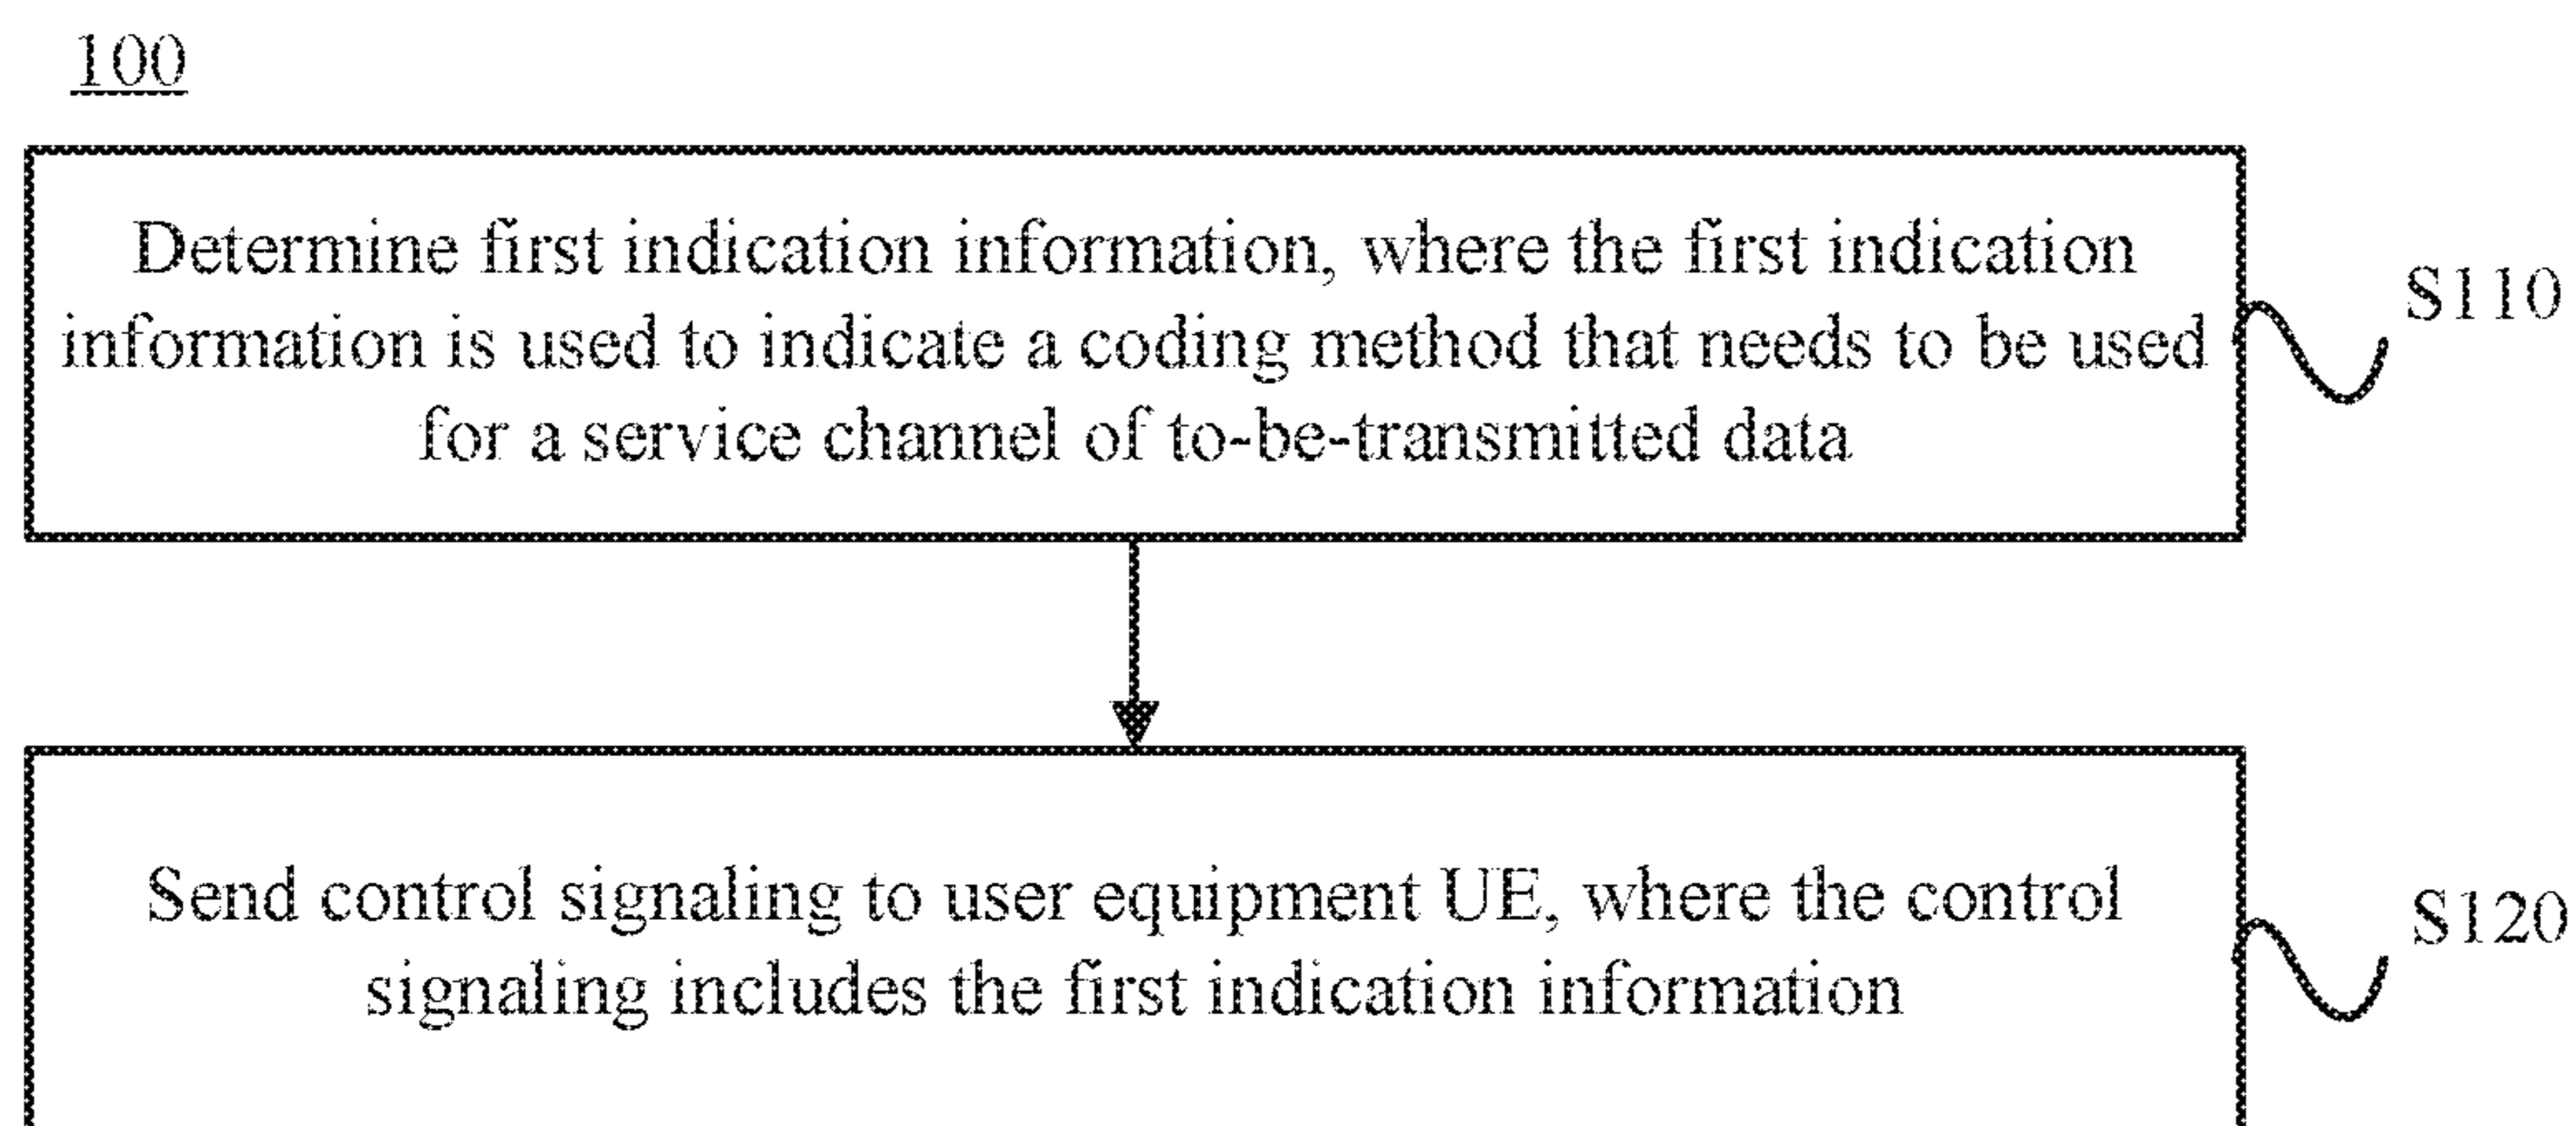 100
Determine first indication information, where the first indication
information is used to indicate a coding method that needs to be used
for a service channel of to-be-transmitted data
S110
Send control signaling to user equipment UE, where the control
signaling includes the first indication information
S120